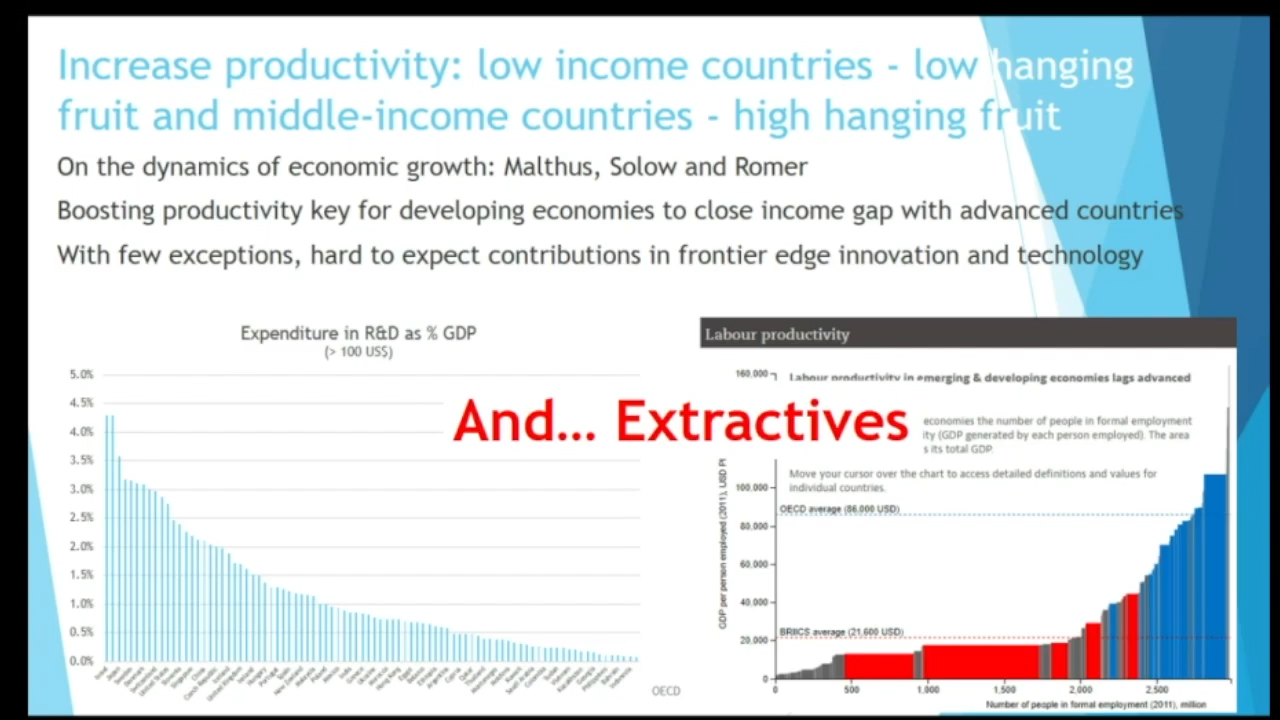 Increase productivity: low income countries - low hanging
fruit and middle-income countries - high hanging fruit
On the dynamics of economic growth: Malthus, Solow and Romer
Boosting productivity key for developing economies to close income gap with advanced countries
With few exceptions, hard to expect contributions in frontier edge innovation and technology
Expenditure in R&D as % GDP
(> 100 US$)
5.0%
4.5%
4.0%
3.5%
3.0%
2.5%
2.0%
1.5%
1.0%
0.5%
0.0%
OECD
And... Extractives
Labour productivity
Labour productivity in emerging & developing economies lags advanced
economies the number of people in formal employment
ity (GDP generated by each person employed). The area
s its total GDP.
Move your cursor over the chart to access detailed definitions and values for
individual countries.
GDP per person employed (2011), USD
160,000
100,000
80,000
60,000
40,000
20,000
0
OECD average (86,000 USD)
BRIICS average (21,600 USD)
0
500
1,000
1,500
2,000
2,500
Number of people in formal employment (2011), million